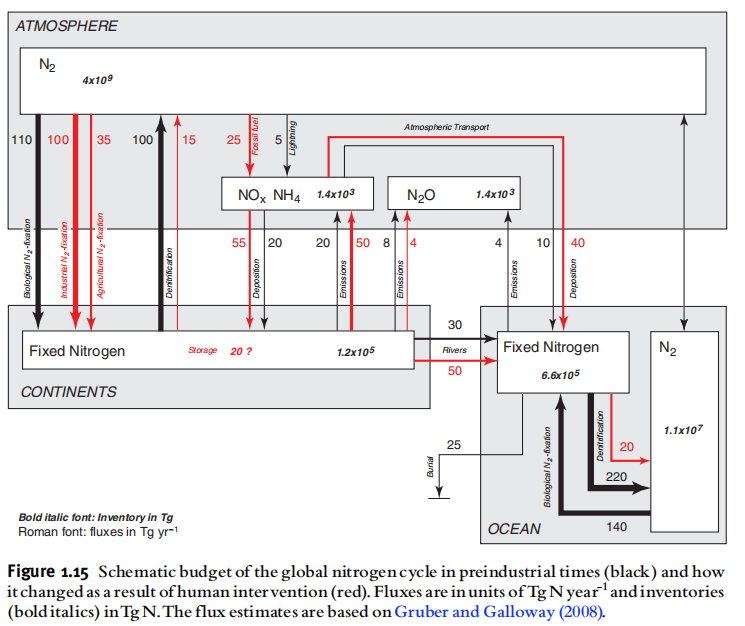 ATMOSPHERE
N₂
4x10⁹
110
100
35
100
15
25
Fossil fuel
5
Lightning
Atmospheric Transport
NOₓ NH₄ 1.4x10³
N₂O 1.4x10³
Biological N₂-fixation
Industrial N₂-fixation
Agricultural N₂-fixation
Denitrification
55
Deposition
20
20
Emissions
50
8
Emissions
4
4
Emissions
10
Deposition
40
Fixed Nitrogen
Storage 20 ?
1.2x10⁵
CONTINENTS
30
Rivers
50
Fixed Nitrogen
6.6x10⁵
N₂
1.1x10⁷
25
Burial
Biological N₂-fixation
Denitrification
20
220
140
OCEAN
Bold italic font: Inventory in Tg
Roman font: fluxes in Tg yr⁻¹
Figure 1.15 Schematic budget of the global nitrogen cycle in preindustrial times (black) and how
it changed as a result of human intervention (red). Fluxes are in units of Tg N year⁻¹ and inventories
(bold italics) in Tg N. The flux estimates are based on Gruber and Galloway (2008).